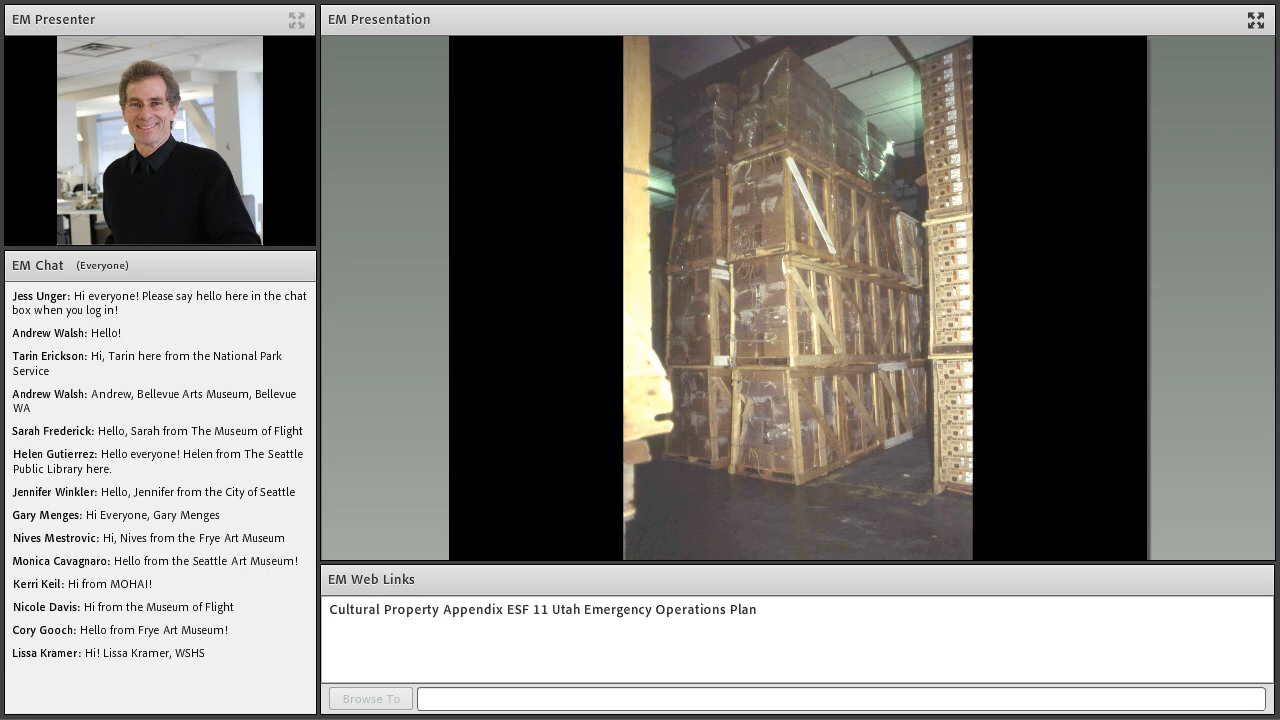 EM Presenter
EM Presentation
EM Chat (Everyone)
Jess Unger: Hi everyone! Please say hello here in the chat
box when you log in!
Andrew Walsh: Hello!
Tarin Erickson: Hi, Tarin here from the National Park
Service
Andrew Walsh: Andrew, Bellevue Arts Museum, Bellevue
WA
Sarah Frederick: Hello, Sarah from The Museum of Flight
Helen Gutierrez: Hello everyone! Helen from The Seattle
Public Library here.
Jennifer Winkler: Hello, Jennifer from the City of Seattle
Gary Menges: Hi Everyone, Gary Menges
Nives Mestrovic: Hi, Nives from the Frye Art Museum
Monica Cavagnaro: Hello from the Seattle Art Museum!
Kerri Keil: Hi from MOHAI!
Nicole Davis: Hi from the Museum of Flight
Cory Gooch: Hello from Frye Art Museum!
Lissa Kramer: Hi! Lissa Kramer, WSHS
EM Web Links
Cultural Property Appendix ESF 11 Utah Emergency Operations Plan
Browse To